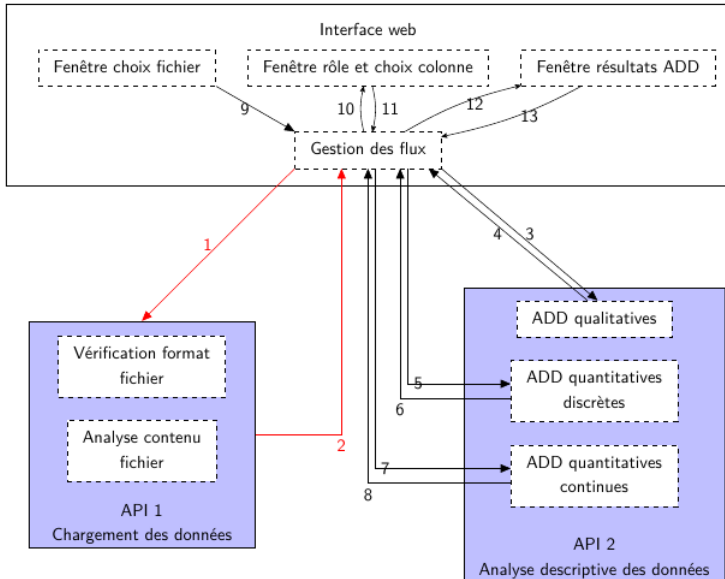 Interface web
Fenêtre choix fichier
Fenêtre rôle et choix colonne
Fenêtre résultats ADD
9
10
11
12
13
Gestion des flux
1
4
3
ADD qualitatives
Vérification format
fichier
ADD quantitatives
discrètes
5
6
Analyse contenu
fichier
2
ADD quantitatives
continues
7
8
API 1
Chargement des données
API 2
Analyse descriptive des données